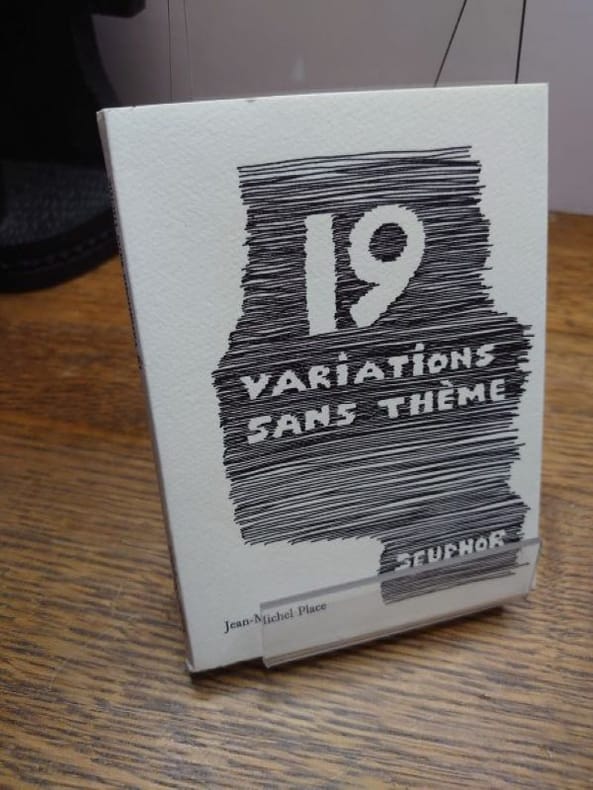 19
VARiATiONS
SANS THÈME
SEUPHOR
Jean-Michel Place